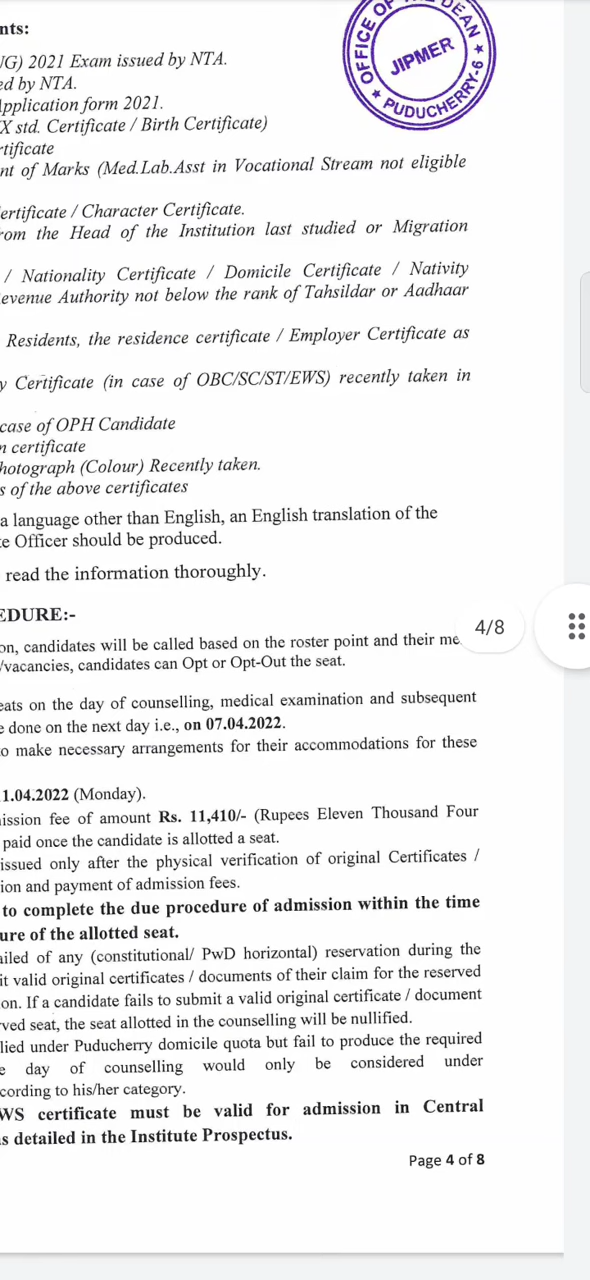 nts:
OFFICE OF THE DEAN
JIPMER
★ PUDUCHERRY-6 ★
UG) 2021 Exam issued by NTA.
ed by NTA.
Application form 2021.
X std. Certificate / Birth Certificate)
rtificate
nt of Marks (Med.Lab.Asst in Vocational Stream not eligible
ertificate / Character Certificate.
rom the Head of the Institution last studied or Migration
/ Nationality Certificate / Domicile Certificate / Nativity
evenue Authority not below the rank of Tahsildar or Aadhaar
Residents, the residence certificate / Employer Certificate as
y Certificate (in case of OBC/SC/ST/EWS) recently taken in
case of OPH Candidate
n certificate
hotograph (Colour) Recently taken.
s of the above certificates
a language other than English, an English translation of the
te Officer should be produced.
read the information thoroughly.
EDURE:-
on, candidates will be called based on the roster point and their me
4/8
/vacancies, candidates can Opt or Opt-Out the seat.
eats on the day of counselling, medical examination and subsequent
e done on the next day i.e., on 07.04.2022.
to make necessary arrangements for their accommodations for these
1.04.2022 (Monday).
ission fee of amount Rs. 11,410/- (Rupees Eleven Thousand Four
paid once the candidate is allotted a seat.
issued only after the physical verification of original Certificates /
ion and payment of admission fees.
to complete the due procedure of admission within the time
ure of the allotted seat.
ailed of any (constitutional/ PwD horizontal) reservation during the
it valid original certificates / documents of their claim for the reserved
on. If a candidate fails to submit a valid original certificate / document
rved seat, the seat allotted in the counselling will be nullified.
lied under Puducherry domicile quota but fail to produce the required
e day of counselling would only be considered under
cording to his/her category.
WS certificate must be valid for admission in Central
s detailed in the Institute Prospectus.
Page 4 of 8